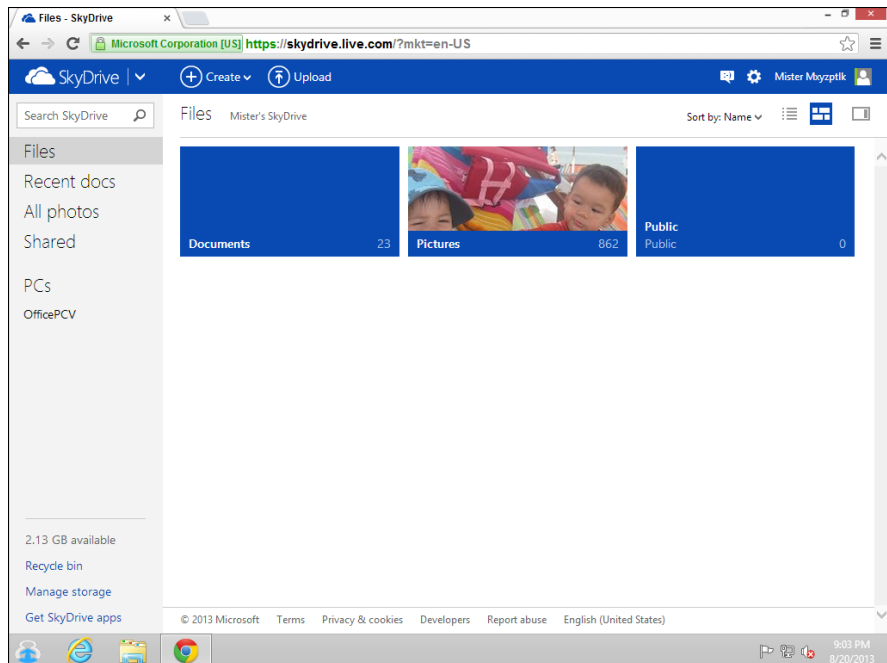 Files - SkyDrive
Microsoft Corporation [US] https://skydrive.live.com/?mkt=en-US
SkyDrive Create Upload Mister Mxyzptlk
Search SkyDrive
Files Mister's SkyDrive Sort by: Name
Files
Recent docs
All photos
Shared
PCs
OfficePCV
Documents 23
Pictures 862
Public
Public 0
2.13 GB available
Recycle bin
Manage storage
Get SkyDrive apps
© 2013 Microsoft Terms Privacy & cookies Developers Report abuse English (United States)
9:03 PM
8/20/2013